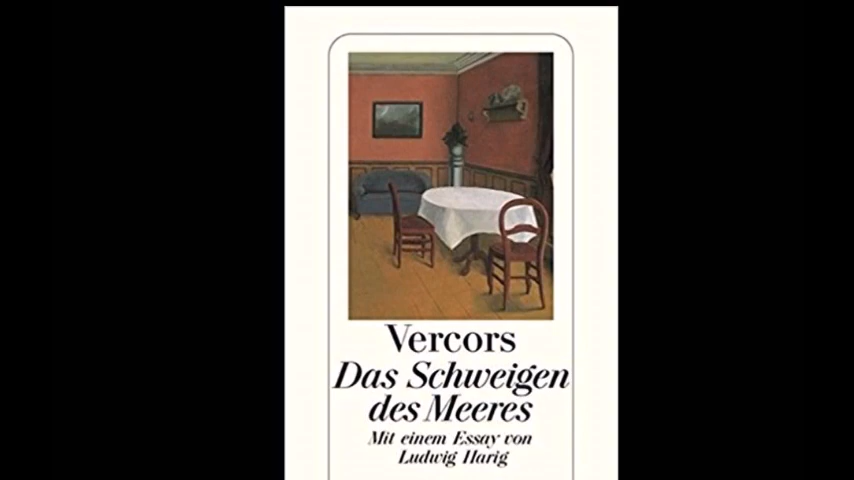 Vercors
Das Schweigen
des Meeres
Mit einem Essay von
Ludwig Harig